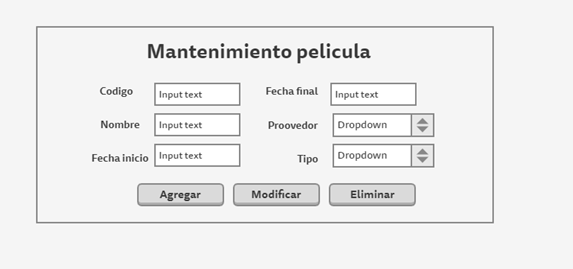 Mantenimiento pelicula
Codigo Input text Fecha final Input text
Nombre Input text Proovedor Dropdown
Fecha inicio Input text Tipo Dropdown
Agregar Modificar Eliminar